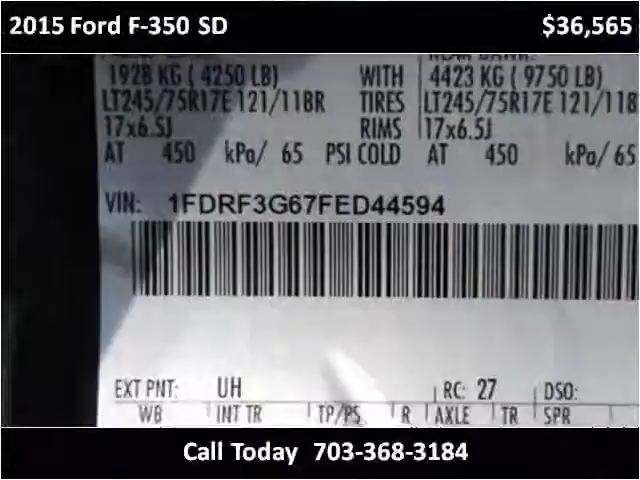 2015 Ford F-350 SD $36,565
1928 KG ( 4250 LB) WITH 4423 KG ( 9750 LB)
LT245/75R17E 121/118R TIRES LT245/75R17E 121/118
17x6.5J RIMS 17x6.5J
AT 450 kPa/ 65 PSI COLD AT 450 kPa/ 65
VIN: 1FDRF3G67FED44594
EXT PNT: UH RC: 27 DSO:
WB INT TR TP/PS R AXLE TR SPR
Call Today 703-368-3184